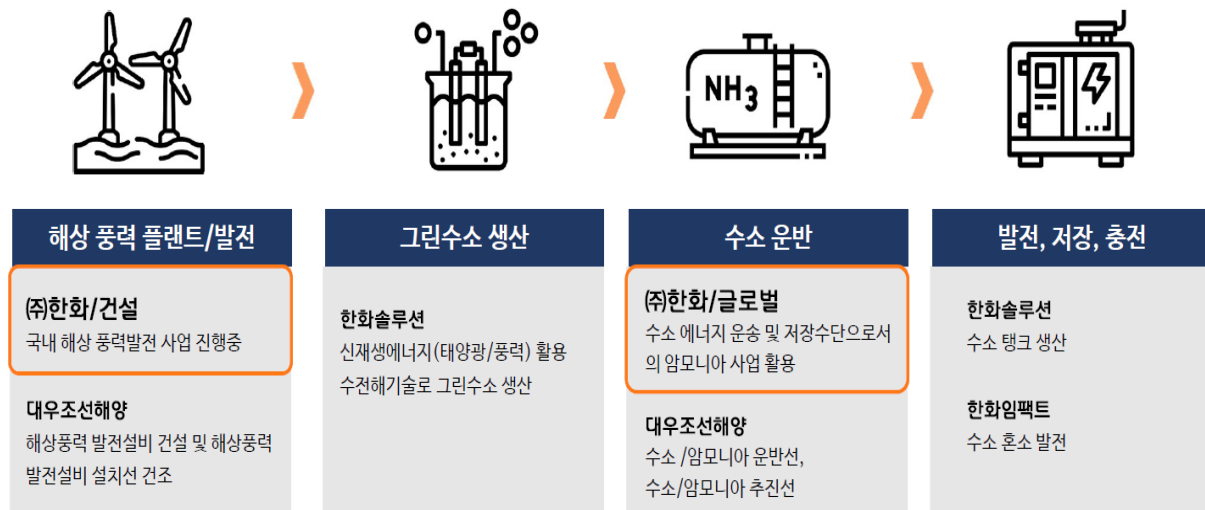 NH3
해상 풍력 플랜트/발전
㈜한화/건설
국내 해상 풍력발전 사업 진행중
대우조선해양
해상풍력 발전설비 건설 및 해상풍력
발전설비 설치선 건조
그린수소 생산
한화솔루션
신재생에너지(태양광/풍력) 활용
수전해기술로 그린수소 생산
수소 운반
㈜한화/글로벌
수소 에너지 운송 및 저장수단으로서
의 암모니아 사업 활용
대우조선해양
수소 /암모니아 운반선,
수소/암모니아 추진선
발전, 저장, 충전
한화솔루션
수소 탱크 생산
한화임팩트
수소 혼소 발전